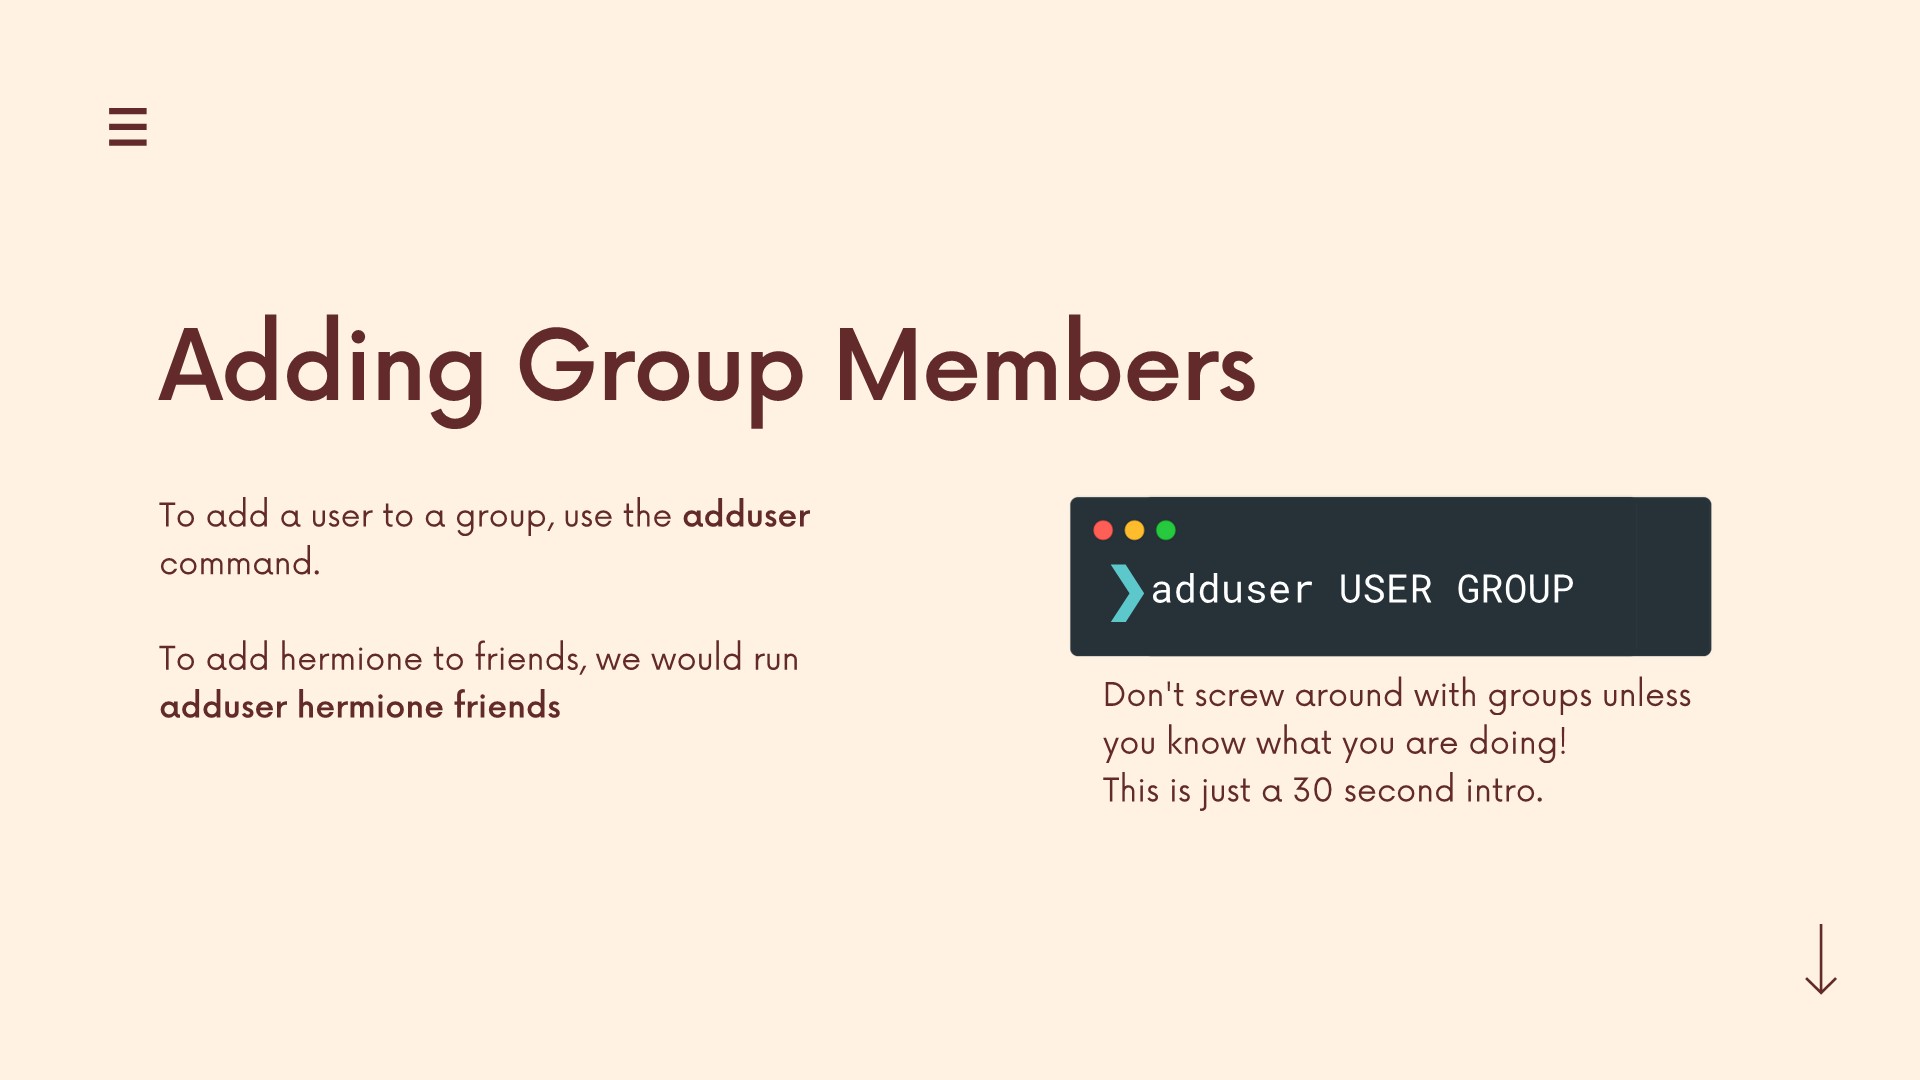 Adding Group Members
To add a user to a group, use the adduser
command.
To add hermione to friends, we would run
adduser hermione friends
❯adduser USER GROUP
Don't screw around with groups unless
you know what you are doing!
This is just a 30 second intro.